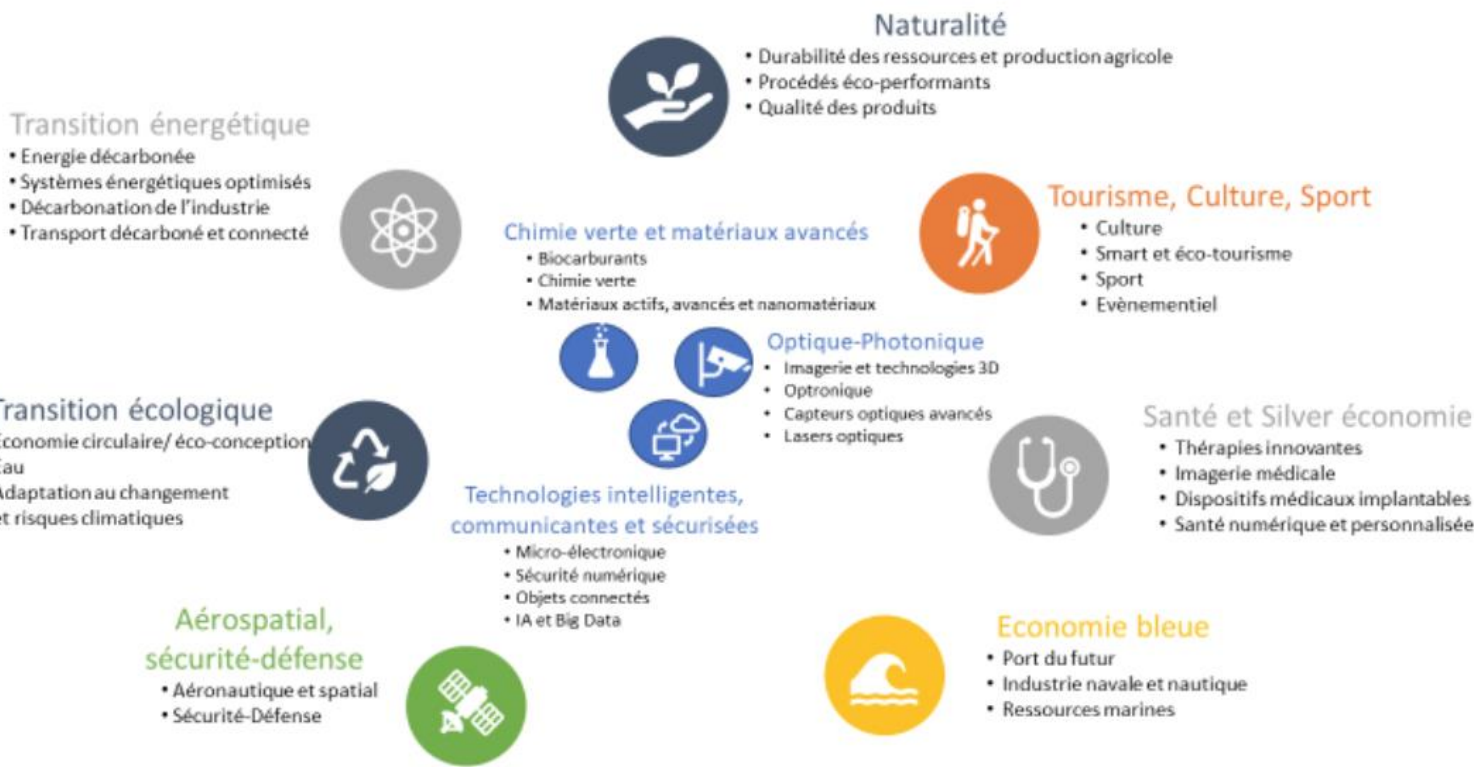 Naturalité
• Durabilité des ressources et production agricole
• Procédés éco-performants
• Qualité des produits
Transition énergétique
• Energie décarbonée
• Systèmes énergétiques optimisés
• Décarbonation de l'industrie
• Transport décarboné et connecté
Chimie verte et matériaux avancés
• Biocarburants
• Chimie verte
• Matériaux actifs, avancés et nanomatériaux
Tourisme, Culture, Sport
• Culture
• Smart et éco-tourisme
• Sport
• Evènementiel
Optique-Photonique
• Imagerie et technologies 3D
• Optronique
• Capteurs optiques avancés
• Lasers optiques
Transition écologique
Economie circulaire/ éco-conception
Eau
Adaptation au changement
et risques climatiques
Santé et Silver économie
• Thérapies innovantes
• Imagerie médicale
• Dispositifs médicaux implantables
• Santé numérique et personnalisée
Technologies intelligentes,
communicantes et sécurisées
• Micro-électronique
• Sécurité numérique
• Objets connectés
• IA et Big Data
Aérospatial,
sécurité-défense
• Aéronautique et spatial
• Sécurité-Défense
Economie bleue
• Port du futur
• Industrie navale et nautique
• Ressources marines